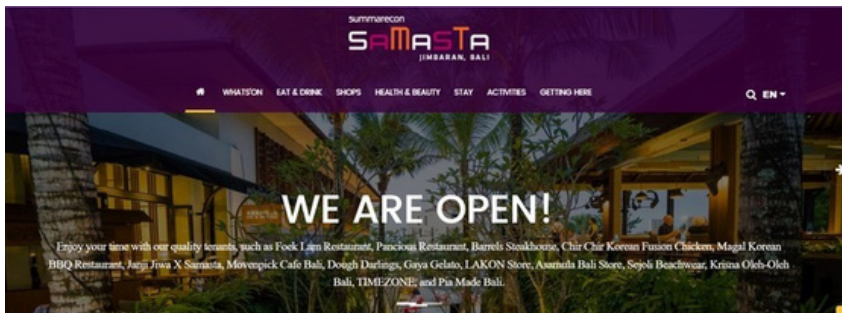 summarecon
SAMASTA
JIMBARAN, BALI
WHATS'ON EAT & DRINK SHOPS HEALTH & BEAUTY STAY ACTIVITIES GETTING HERE
EN
WE ARE OPEN!
Enjoy your time with our quality tenants, such as Foek Lam Restaurant, Pancious Restaurant, Barrels Steakhouse, Chir Chir Korean Fusion Chicken, Magal Korean
BBQ Restaurant, Janji Jiwa X Samasta, Movenpick Cafe Bali, Dough Darlings, Gaya Gelato, LAKON Store, Asamula Bali Store, Sejoli Beachwear, Krisna Oleh-Oleh
Bali, TIMEZONE, and Pia Made Bali.